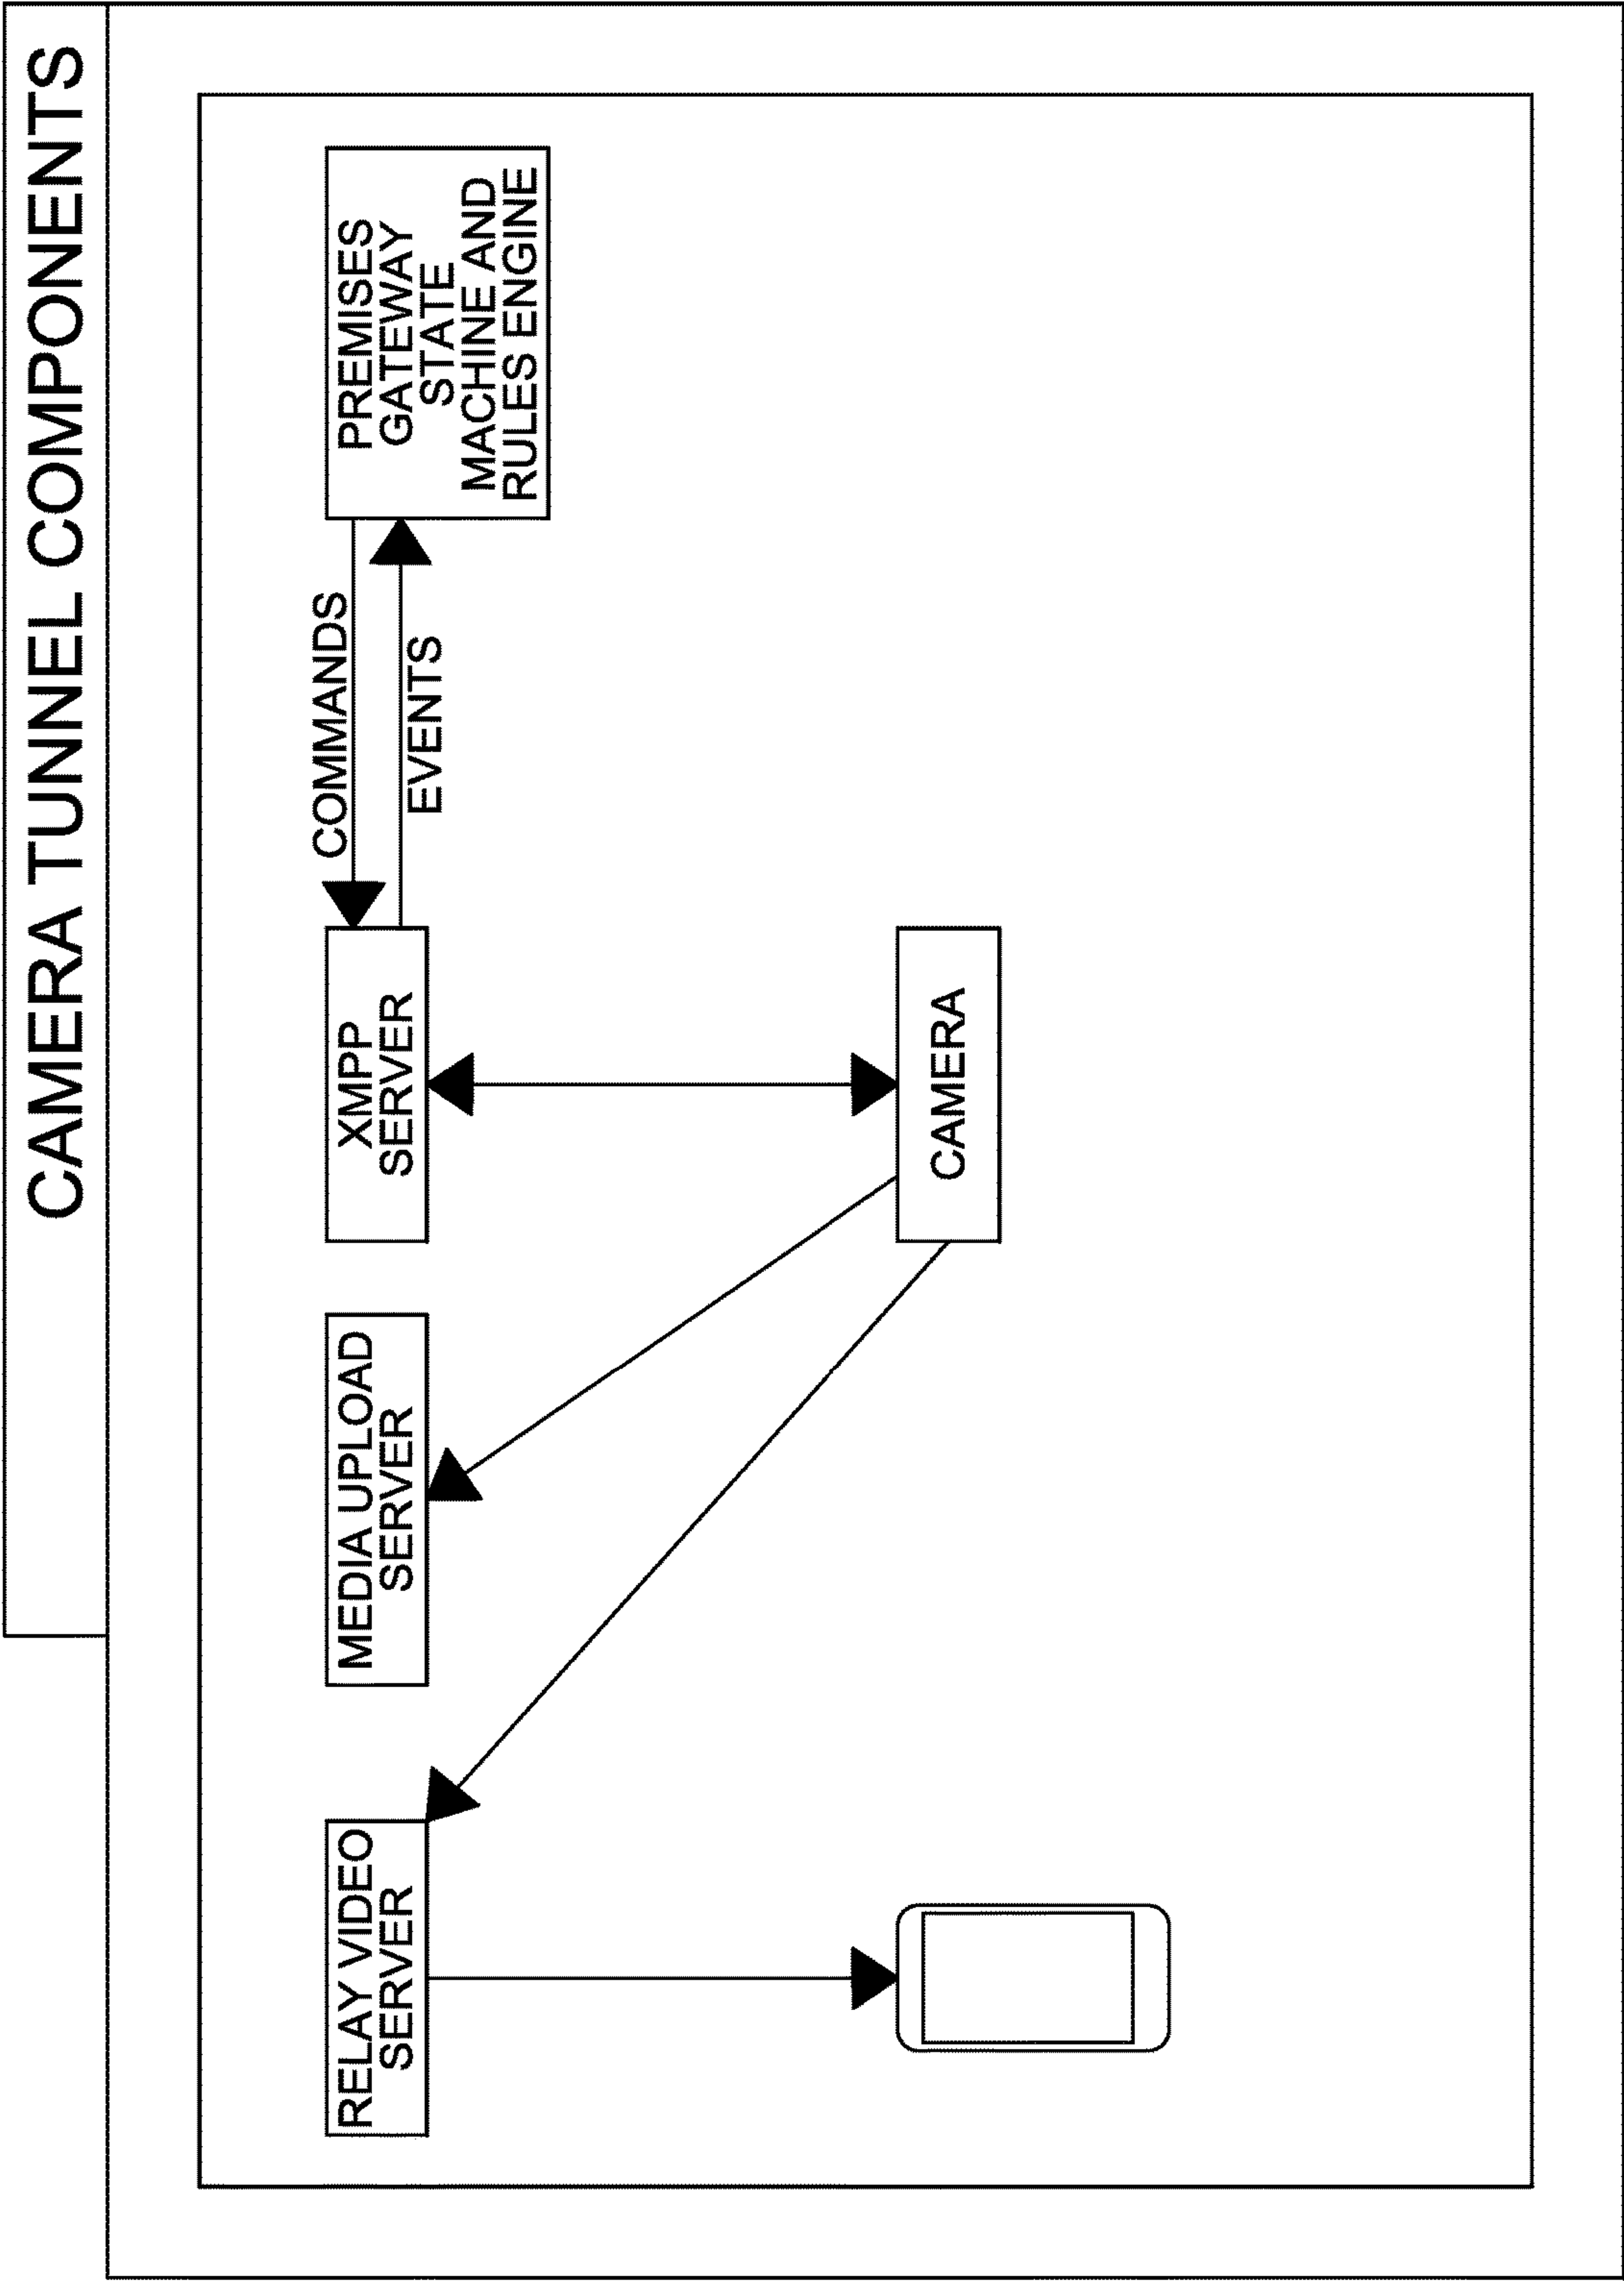 CAMERA TUNNEL COMPONENTS
RELAY VIDEO
SERVER
MEDIA UPLOAD
SERVER
XMPP
SERVER
COMMANDS
EVENTS
PREMISES
GATEWAY
STATE
MACHINE AND
RULES ENGINE
CAMERA